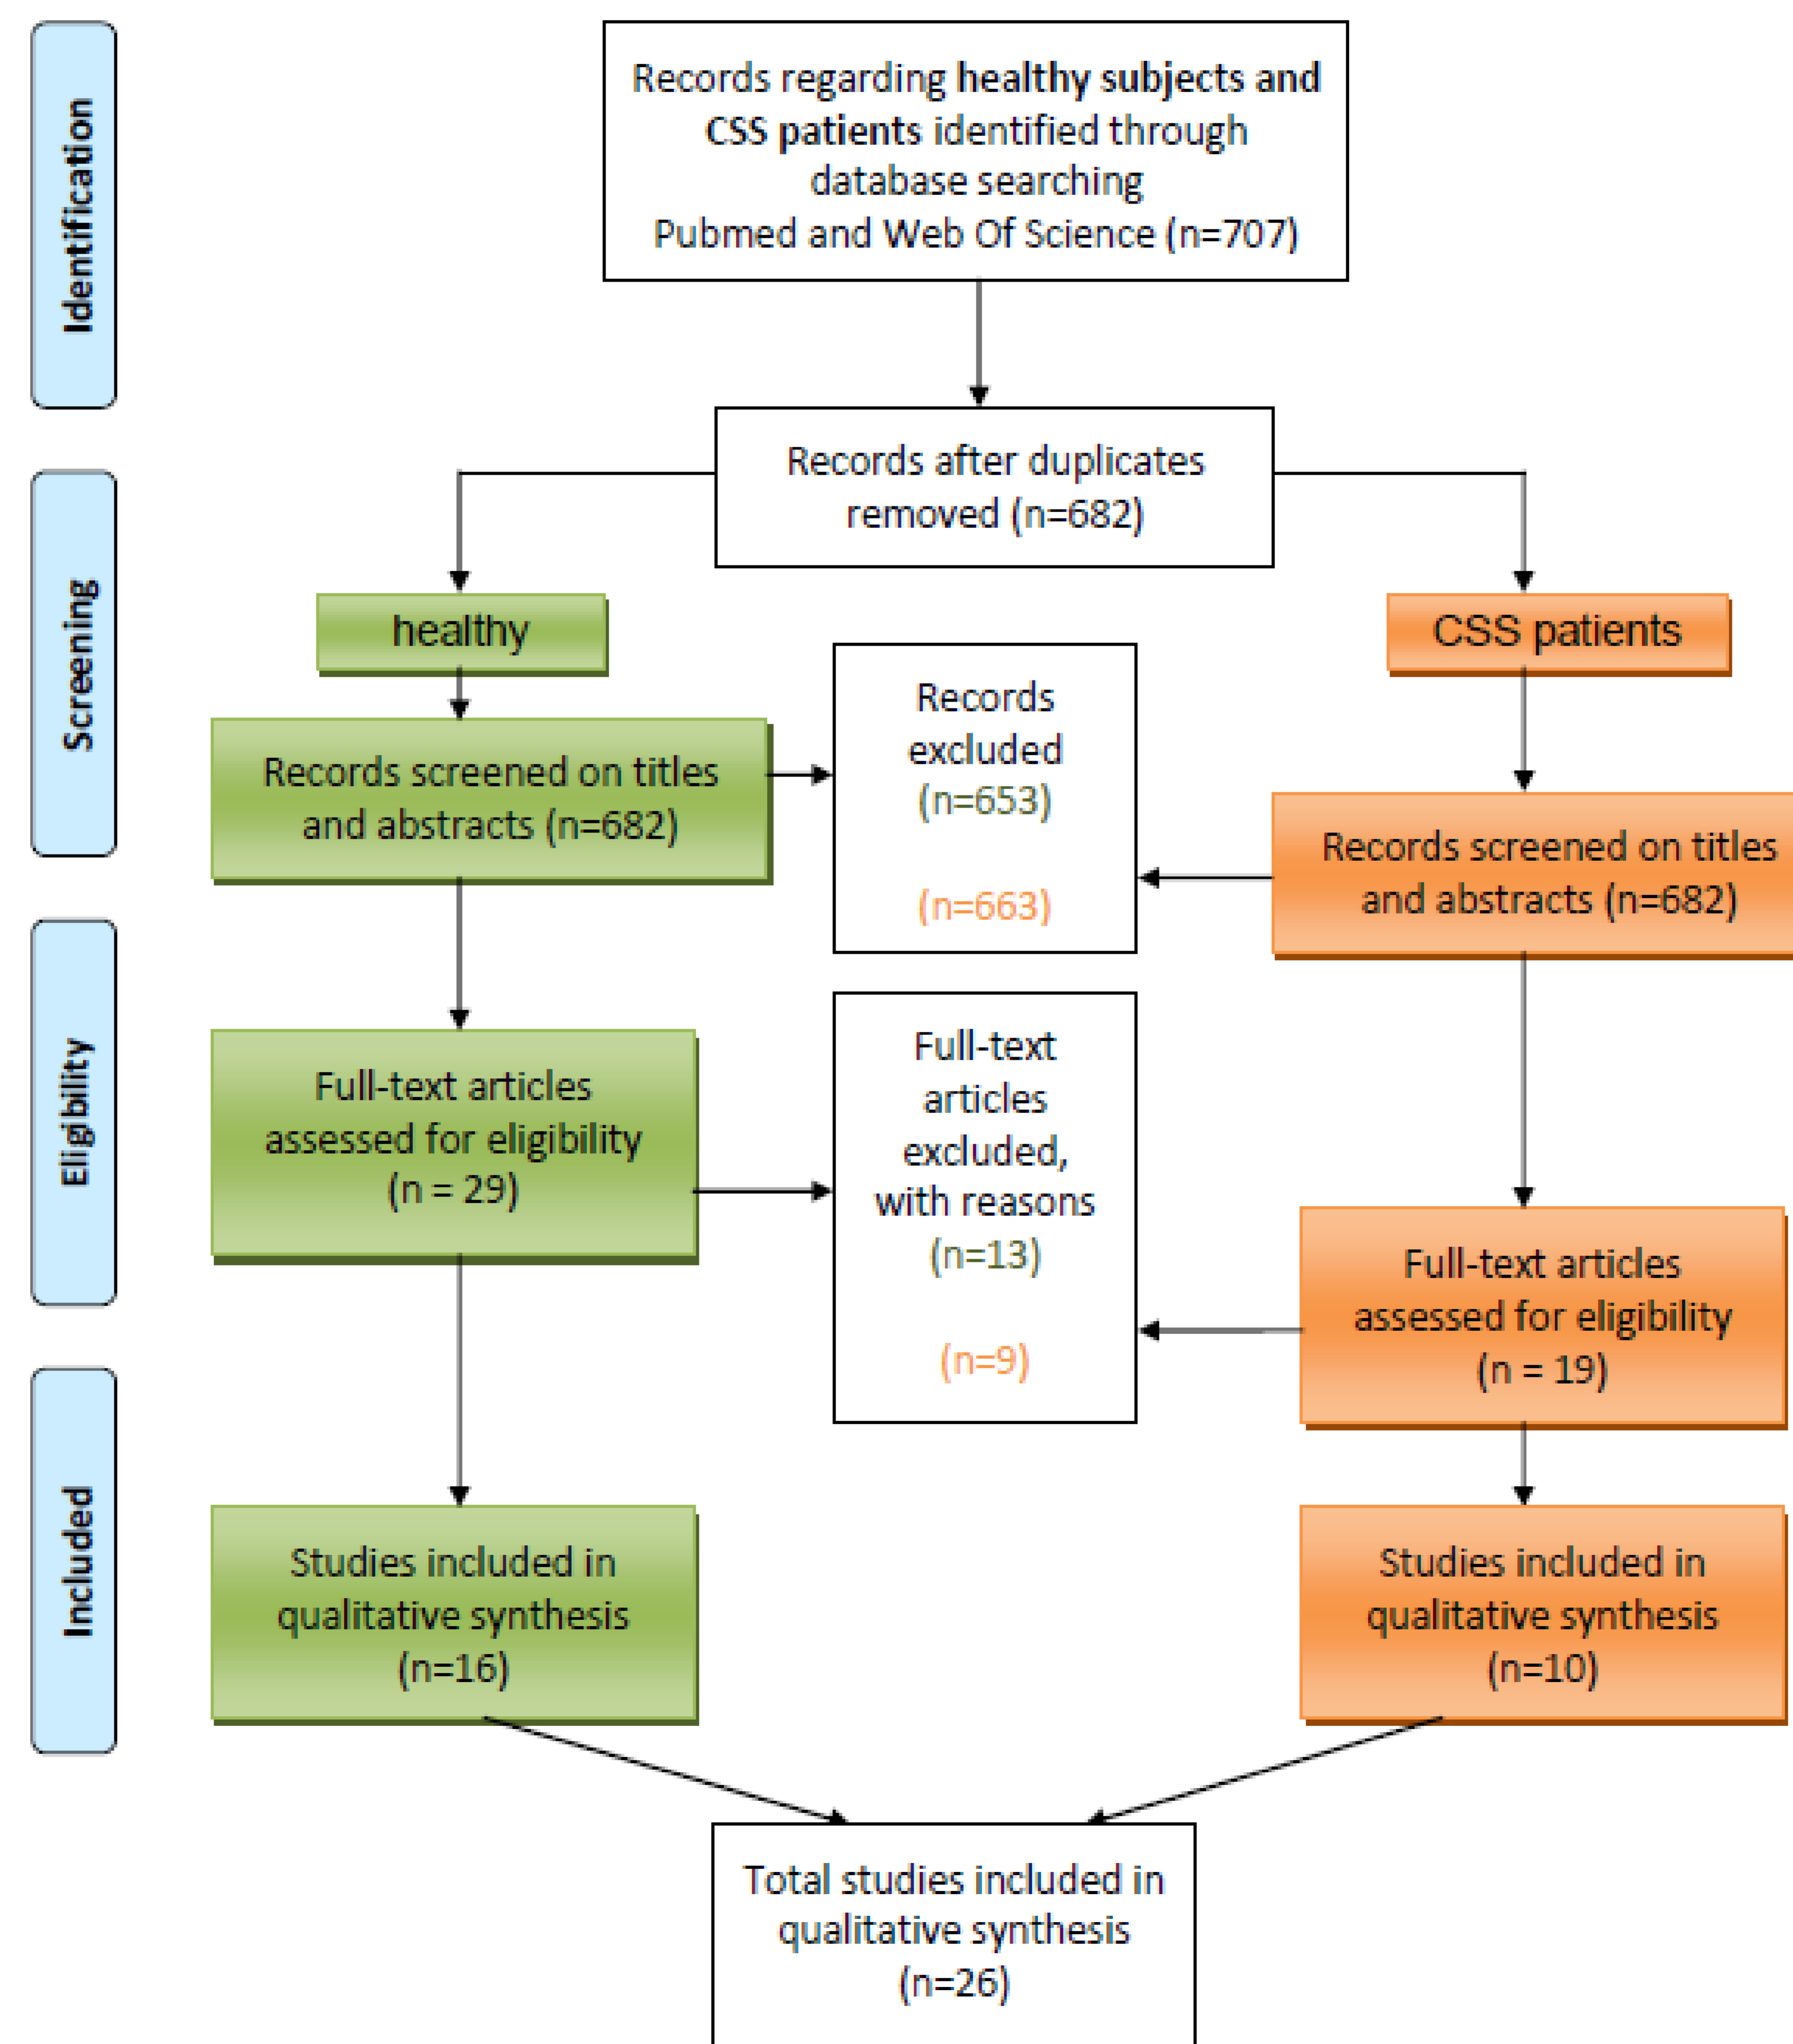 Identification
Records regarding healthy subjects and
CSS patients identified through
database searching
Pubmed and Web Of Science (n=707)
Screening
Records after duplicates
removed (n=682)
healthy
CSS patients
Records screened on titles
and abstracts (n=682)
Records
excluded
(n=653)
(n=663)
Records screened on titles
and abstracts (n=682)
Eligibility
Full-text articles
assessed for eligibility
(n = 29)
Full-text
articles
excluded,
with reasons
(n=13)
(n=9)
Full-text articles
assessed for eligibility
(n = 19)
Included
Studies included in
qualitative synthesis
(n=16)
Studies included in
qualitative synthesis
(n=10)
Total studies included in
qualitative synthesis
(n=26)